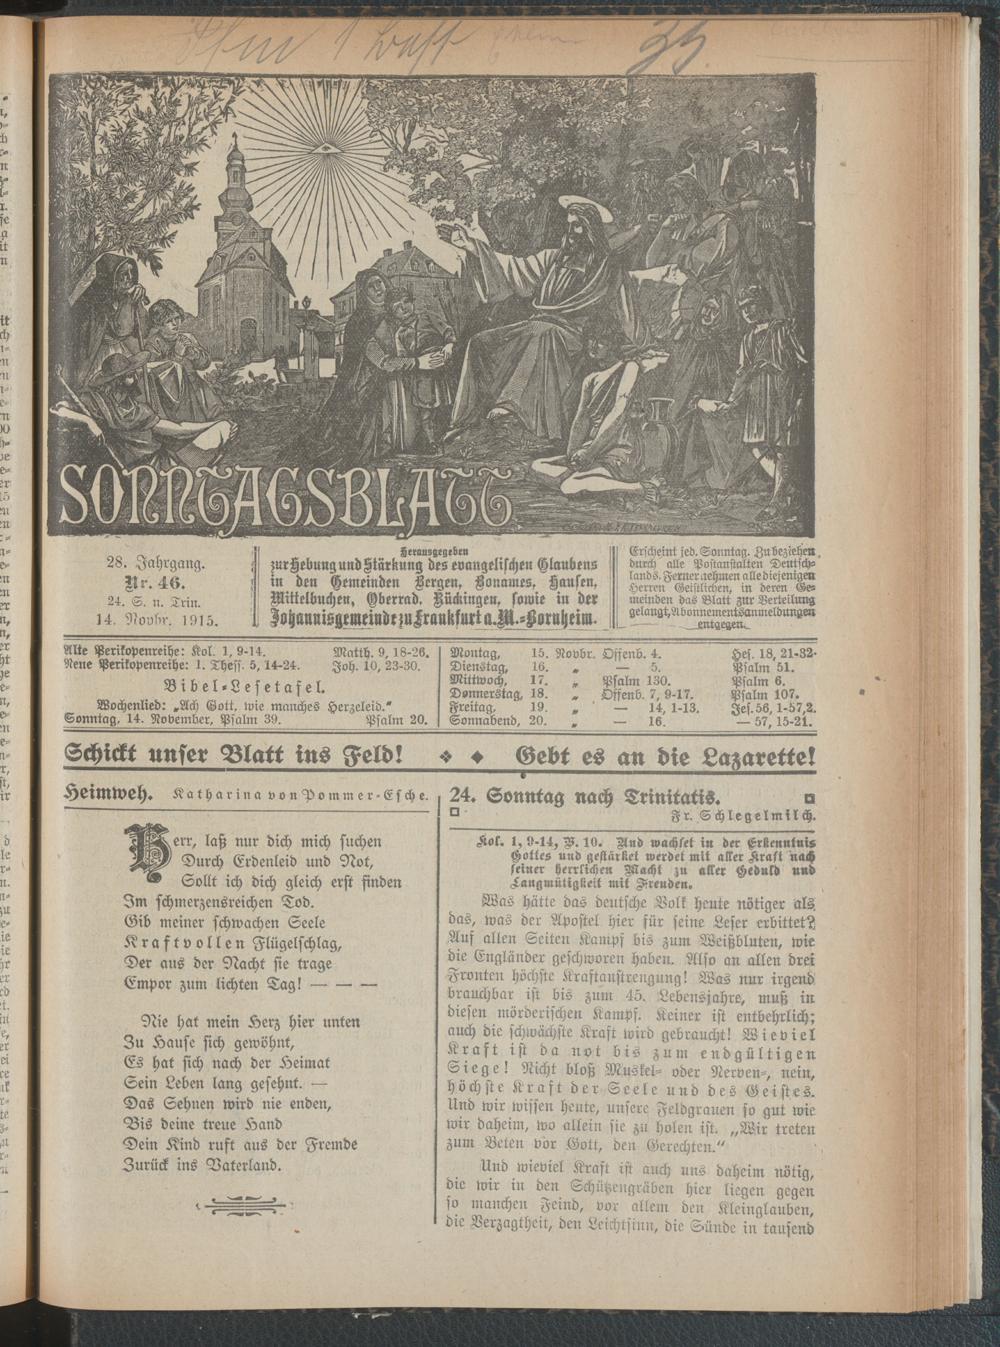 SONNTAGSBLATT
28. Jahrgang.
Nr. 46.
24. S. n. Trin.
14. Novbr. 1915.
Herausgegeben
zur Hebung und Stärkung des evangelischen Glaubens
in den Gemeinden Bergen, Bonames, Hausen,
Mittelbuchen, Oberrad, Rückingen, sowie in der
Johannisgemeinde zu Frankfurt a. M.-Bornheim.
Erscheint jed. Sonntag. Zu beziehen
durch alle Postanstalten Deutsch-
lands. Ferner nehmen alle diejenigen
Herren Geistlichen, in deren Ge-
meinden das Blatt zur Verteilung
gelangt, Abonnementsanmeldungen
entgegen.
Alte Perikopenreihe: Kol. 1, 9-14. Matth. 9, 18-26.
Neue Perikopenreihe: 1. Thess. 5, 14-24. Joh. 10, 23-30.
Bibel-Lesetafel.
Wochenlied: „Ach Gott, wie manches Herzeleid.“
Sonntag, 14. November, Psalm 39. Psalm 20.
Montag, 15. Novbr. Offenb. 4. Hes. 18, 21-32.
Dienstag, 16. „ — 5. Psalm 51.
Mittwoch, 17. „ Psalm 130. Psalm 6.
Donnerstag, 18. „ Offenb. 7, 9-17. Psalm 107.
Freitag, 19. „ — 14, 1-13. Jes. 56, 1-57,2.
Sonnabend, 20. „ — 16. — 57, 15-21.
Schickt unser Blatt ins Feld! ❖ ◆ Gebt es an die Lazarette!
Heimweh. Katharina von Pommer-Esche.
Herr, laß nur dich mich suchen
Durch Erdenleid und Not,
Sollt ich dich gleich erst finden
Im schmerzensreichen Tod.
Gib meiner schwachen Seele
Kraftvollen Flügelschlag,
Der aus der Nacht sie trage
Empor zum lichten Tag! — — —
Nie hat mein Herz hier unten
Zu Hause sich gewöhnt,
Es hat sich nach der Heimat
Sein Leben lang gesehnt. —
Das Sehnen wird nie enden,
Bis deine treue Hand
Dein Kind ruft aus der Fremde
Zurück ins Vaterland.
24. Sonntag nach Trinitatis.
Fr. Schlegelmilch.
Kol. 1, 9-14, V. 10. Und wachset in der Erkenntnis
Gottes und gestärket werdet mit aller Kraft nach
seiner herrlichen Macht zu aller Geduld und
Langmütigkeit mit Freuden.
Was hätte das deutsche Volk heute nötiger als
das, was der Apostel hier für seine Leser erbittet?
Auf allen Seiten Kampf bis zum Weißbluten, wie
die Engländer geschworen haben. Also an allen drei
Fronten höchste Kraftanstrengung! Was nur irgend
brauchbar ist bis zum 45. Lebensjahre, muß in
diesen mörderischen Kampf. Keiner ist entbehrlich;
auch die schwächste Kraft wird gebraucht! Wieviel
Kraft ist da not bis zum endgültigen
Siege! Nicht bloß Muskel- oder Nerven-, nein,
höchste Kraft der Seele und des Geistes.
Und wir wissen heute, unsere Feldgrauen so gut wie
wir daheim, wo allein sie zu holen ist. „Wir treten
zum Beten vor Gott, den Gerechten.“
Und wieviel Kraft ist auch uns daheim nötig,
die wir in den Schützengräben hier liegen gegen
so manchen Feind, vor allem den Kleinglauben,
die Verzagtheit, den Leichtsinn, die Sünde in tausend